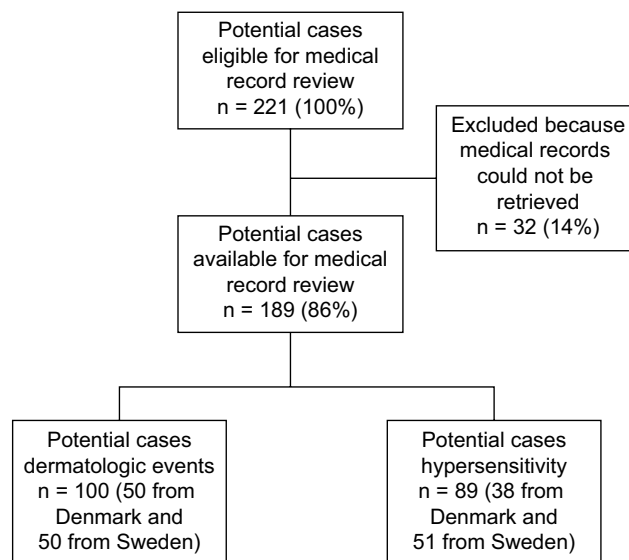 Potential cases
eligible for medical
record review
n = 221 (100%)
Excluded because
medical records
could not be
retrieved
n = 32 (14%)
Potential cases
available for medical
record review
n = 189 (86%)
Potential cases
dermatologic events
n = 100 (50 from
Denmark and
50 from Sweden)
Potential cases
hypersensitivity
n = 89 (38 from
Denmark and
51 from Sweden)